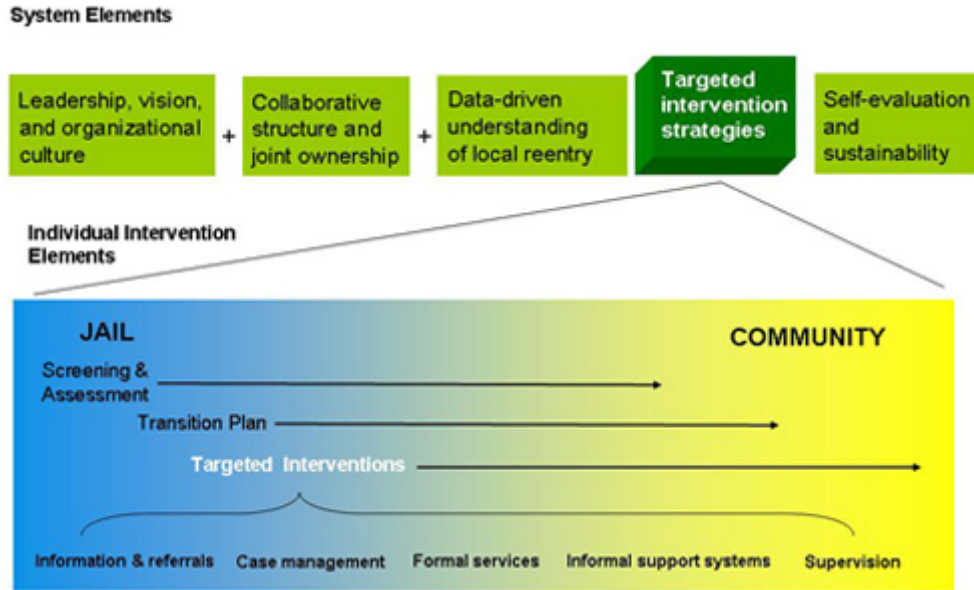 System Elements
Leadership, vision,
and organizational
culture
+
Collaborative
structure and
joint ownership
+
Data-driven
understanding
of local reentry
Targeted
intervention
strategies
Self-evaluation
and
sustainability
Individual Intervention
Elements
JAIL
COMMUNITY
Screening &
Assessment
Transition Plan
Targeted Interventions
Information & referrals
Case management
Formal services
Informal support systems
Supervision